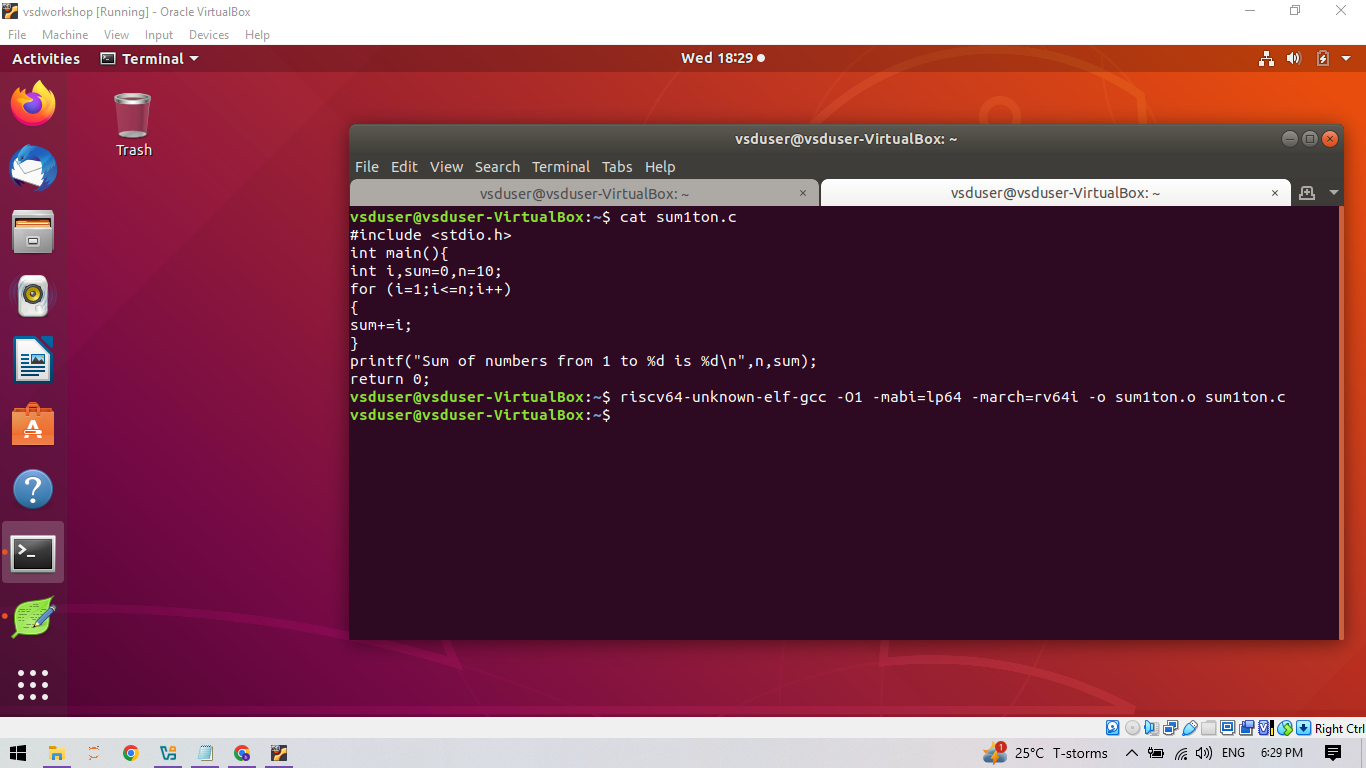 vsdworkshop [Running] - Oracle VirtualBox
File Machine View Input Devices Help
Activities Terminal Wed 18:29
Trash
vsduser@vsduser-VirtualBox: ~
File Edit View Search Terminal Tabs Help
vsduser@vsduser-VirtualBox: ~ × vsduser@vsduser-VirtualBox: ~ ×
vsduser@vsduser-VirtualBox:~$ cat sum1ton.c
#include <stdio.h>
int main(){
int i,sum=0,n=10;
for (i=1;i<=n;i++)
{
sum+=i;
}
printf("Sum of numbers from 1 to %d is %d\n",n,sum);
return 0;
vsduser@vsduser-VirtualBox:~$ riscv64-unknown-elf-gcc -O1 -mabi=lp64 -march=rv64i -o sum1ton.o sum1ton.c
vsduser@vsduser-VirtualBox:~$
Right Ctrl
1 25°C T-storms ENG 6:29 PM